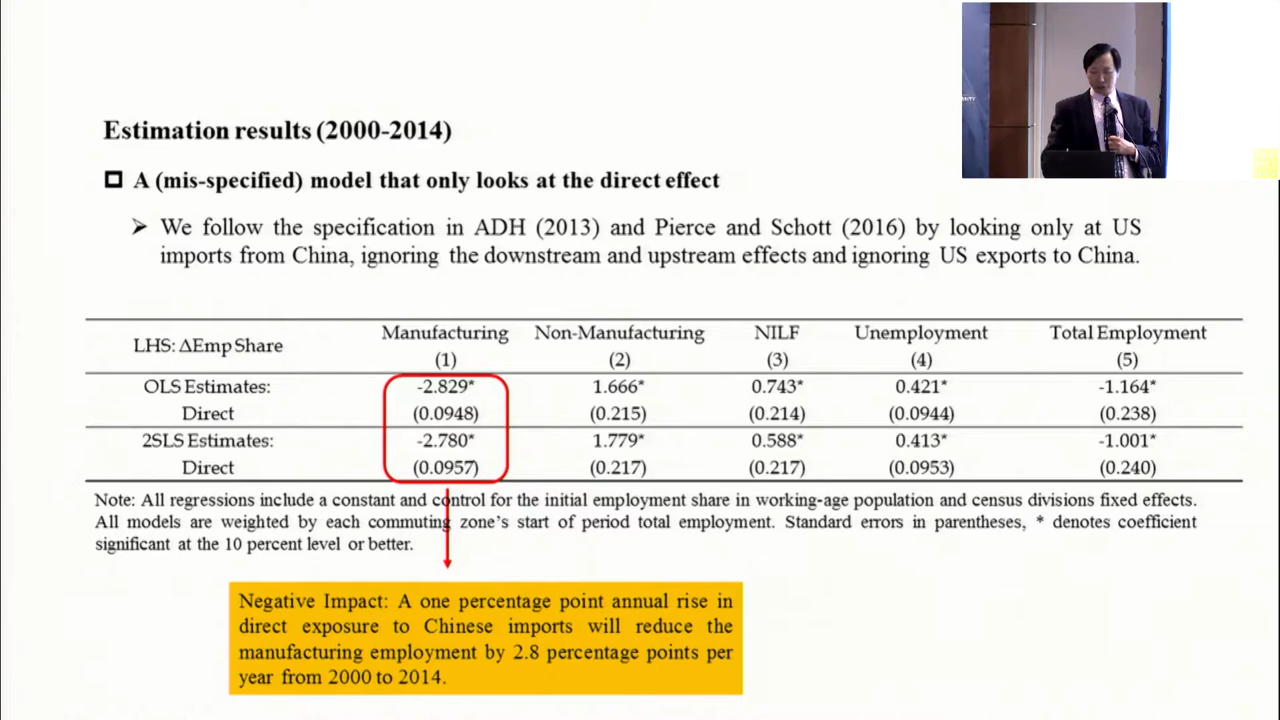 Estimation results (2000-2014)
A (mis-specified) model that only looks at the direct effect
We follow the specification in ADH (2013) and Pierce and Schott (2016) by looking only at US
imports from China, ignoring the downstream and upstream effects and ignoring US exports to China.
LHS: ΔEmp Share Manufacturing Non-Manufacturing NILF Unemployment Total Employment
(1) (2) (3) (4) (5)
OLS Estimates: -2.829* 1.666* 0.743* 0.421* -1.164*
Direct (0.0948) (0.215) (0.214) (0.0944) (0.238)
2SLS Estimates: -2.780* 1.779* 0.588* 0.413* -1.001*
Direct (0.0957) (0.217) (0.217) (0.0953) (0.240)
Note: All regressions include a constant and control for the initial employment share in working-age population and census divisions fixed effects.
All models are weighted by each commuting zone's start of period total employment. Standard errors in parentheses, * denotes coefficient
significant at the 10 percent level or better.
Negative Impact: A one percentage point annual rise in
direct exposure to Chinese imports will reduce the
manufacturing employment by 2.8 percentage points per
year from 2000 to 2014.